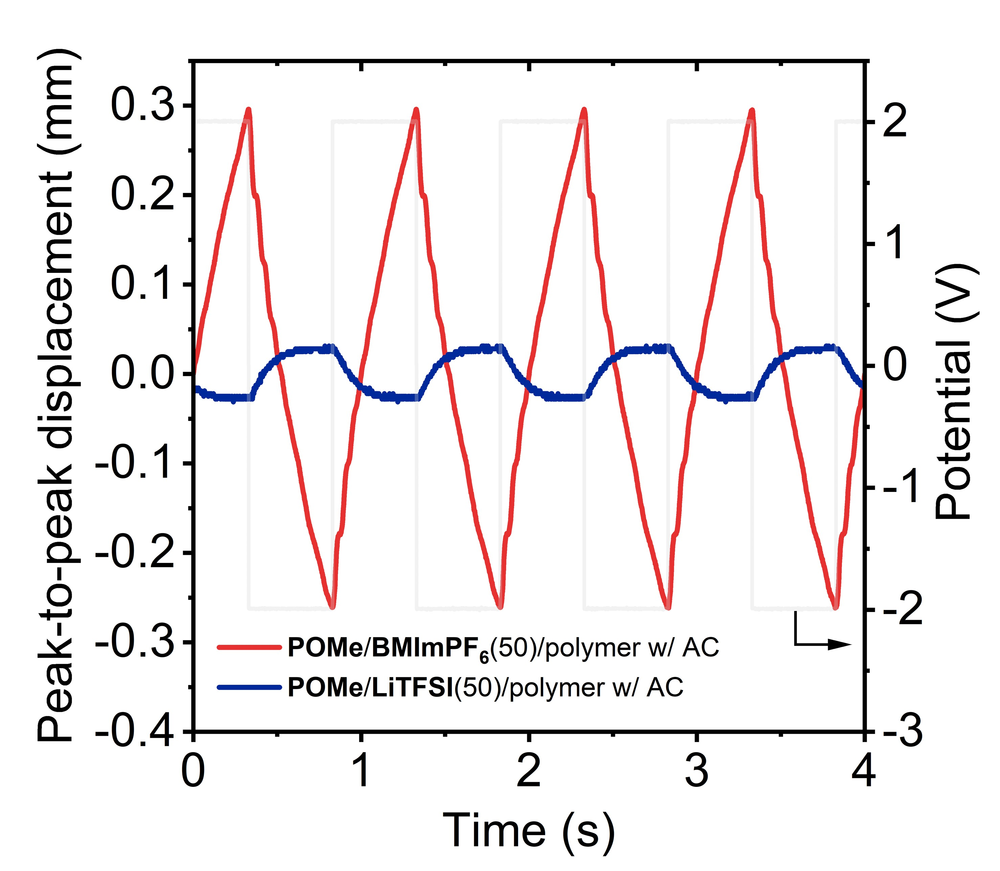 Peak-to-peak displacement (mm)
0.3
0.2
0.1
0.0
-0.1
-0.2
-0.3
-0.4
2
1
0
-1
-2
-3
Potential (V)
POMe/BMImPF6(50)/polymer w/ AC
POMe/LiTFSI(50)/polymer w/ AC
0 1 2 3 4
Time (s)